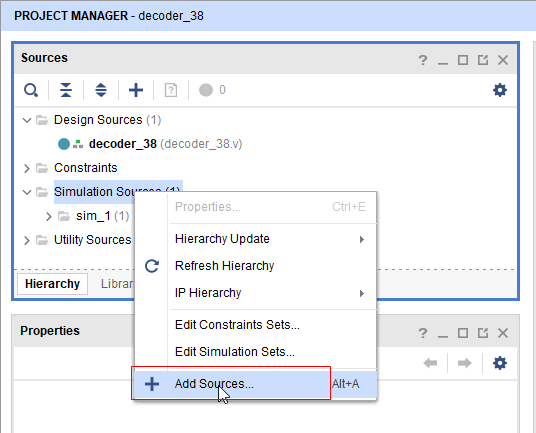 PROJECT MANAGER - decoder_38
Sources
0
Design Sources (1)
decoder_38 (decoder_38.v)
Constraints
Simulation Sources (1)
sim_1 (1)
Utility Sources
Hierarchy Librar
Properties... Ctrl+E
Hierarchy Update
Refresh Hierarchy
IP Hierarchy
Edit Constraints Sets...
Edit Simulation Sets...
Add Sources... Alt+A
Properties